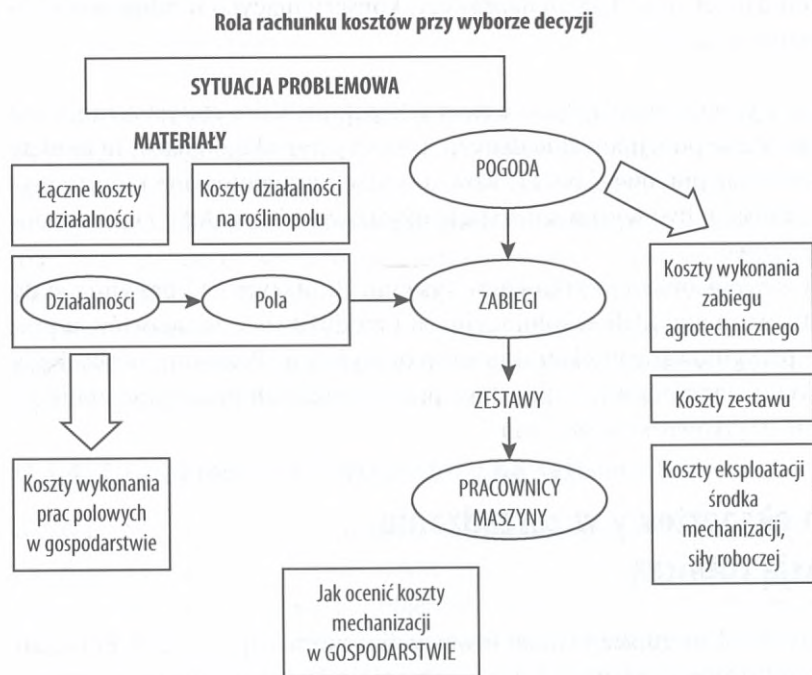 Rola rachunku kosztów przy wyborze decyzji
SYTUACJA PROBLEMOWA
MATERIAŁY
Łączne koszty
działalności
Koszty działalności
na roślinopolu
POGODA
Działalności
Pola
ZABIEGI
Koszty wykonania
zabiegu
agrotechnicznego
ZESTAWY
Koszty zestawu
Koszty wykonania
prac polowych
w gospodarstwie
PRACOWNICY
MASZYNY
Koszty eksploatacji
środka
mechanizacji,
siły roboczej
Jak ocenić koszty
mechanizacji
w GOSPODARSTWIE